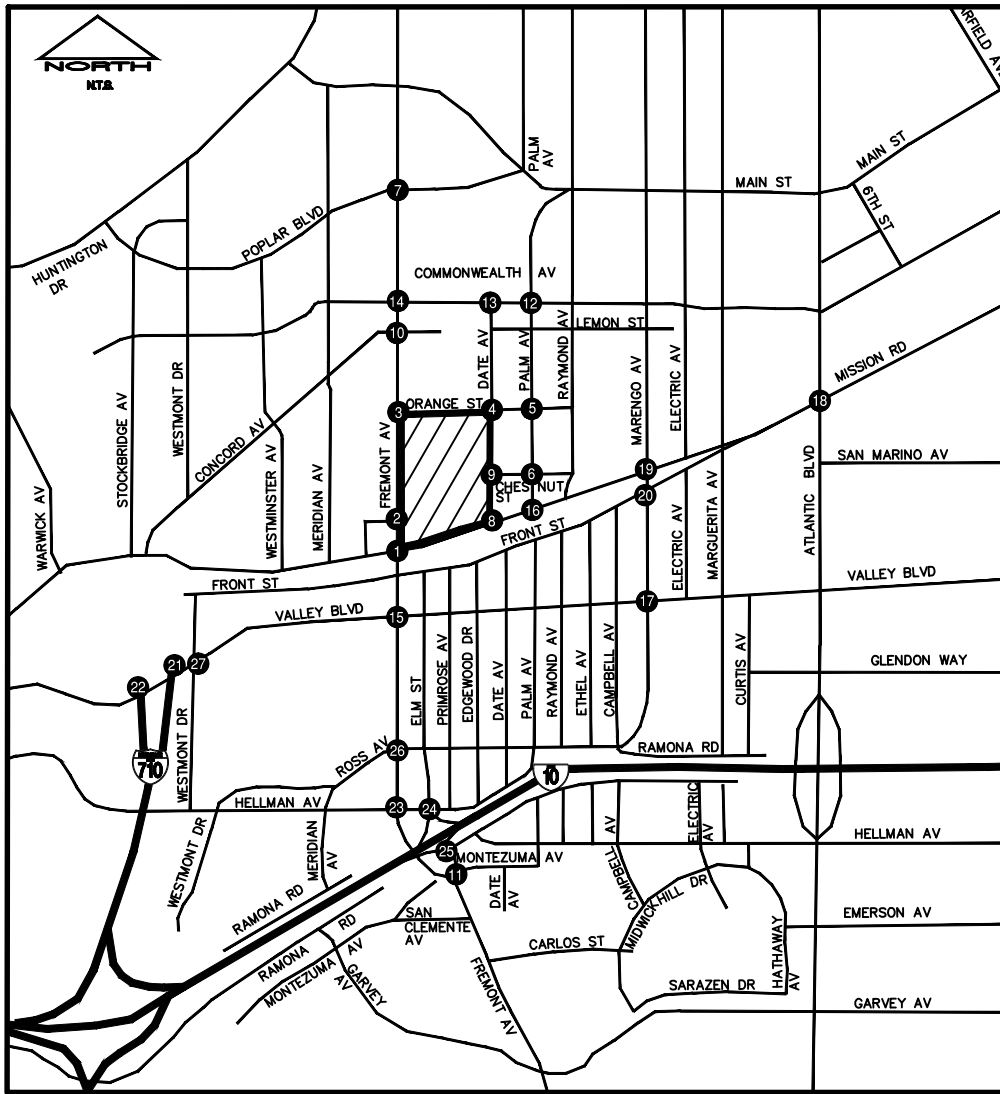 NORTH
N.T.S.
GARFIELD AV
PALM
AV
MAIN ST
MAIN ST
6TH ST
7
POPLAR BLVD
HUNTINGTON
DR
COMMONWEALTH AV
14
13
12
10
LEMON ST
DATE AV
PALM AV
RAYMOND AV
MARENGO AV
ELECTRIC AV
MISSION RD
18
STOCKBRIDGE AV
WESTMONT DR
CONCORD AV
WESTMINSTER AV
MERIDIAN AV
FREMONT AV
3
ORANGE ST
4
5
9
6
CHESTNUT
ST
19
20
SAN MARINO AV
ATLANTIC BLVD
WARWICK AV
2
8
16
1
FRONT ST
FRONT ST
ELECTRIC AV
MARGUERITA AV
VALLEY BLVD
VALLEY BLVD
15
17
21
27
22
ELM ST
PRIMROSE AV
EDGEWOOD DR
DATE AV
PALM AV
RAYMOND AV
ETHEL AV
CAMPBELL AV
CURTIS AV
GLENDON WAY
WESTMONT DR
710
ROSS AV
26
RAMONA RD
10
HELLMAN AV
23
24
ELECTRIC
AV
HELLMAN AV
WESTMONT DR
MERIDIAN
AV
25
MONTEZUMA AV
11
DATE
AV
CAMPBELL AV
MIDWICKHILL DR
RAMONA RD
RAMONA RD
SAN
CLEMENTE
AV
EMERSON AV
CARLOS ST
HATHAWAY
AV
MONTEZUMA AV
GARVEY
AV
FREMONT AV
SARAZEN DR
GARVEY AV